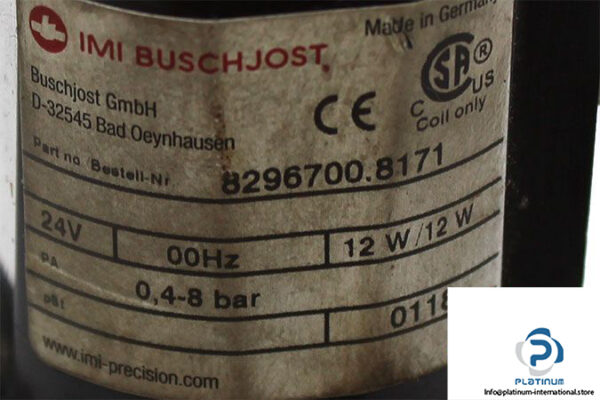 IMI BUSCHJOST
Made in Germany
Buschjost GmbH
D-32545 Bad Oeynhausen
CE
CSA ®
C US
Coil only
Part no/Bestell-Nr 8296700.8171
24V 00Hz 12 W/12 W
PA 0,4-8 bar
0118
www.imi-precision.com
PLATINUM
Info@platinum-international.store